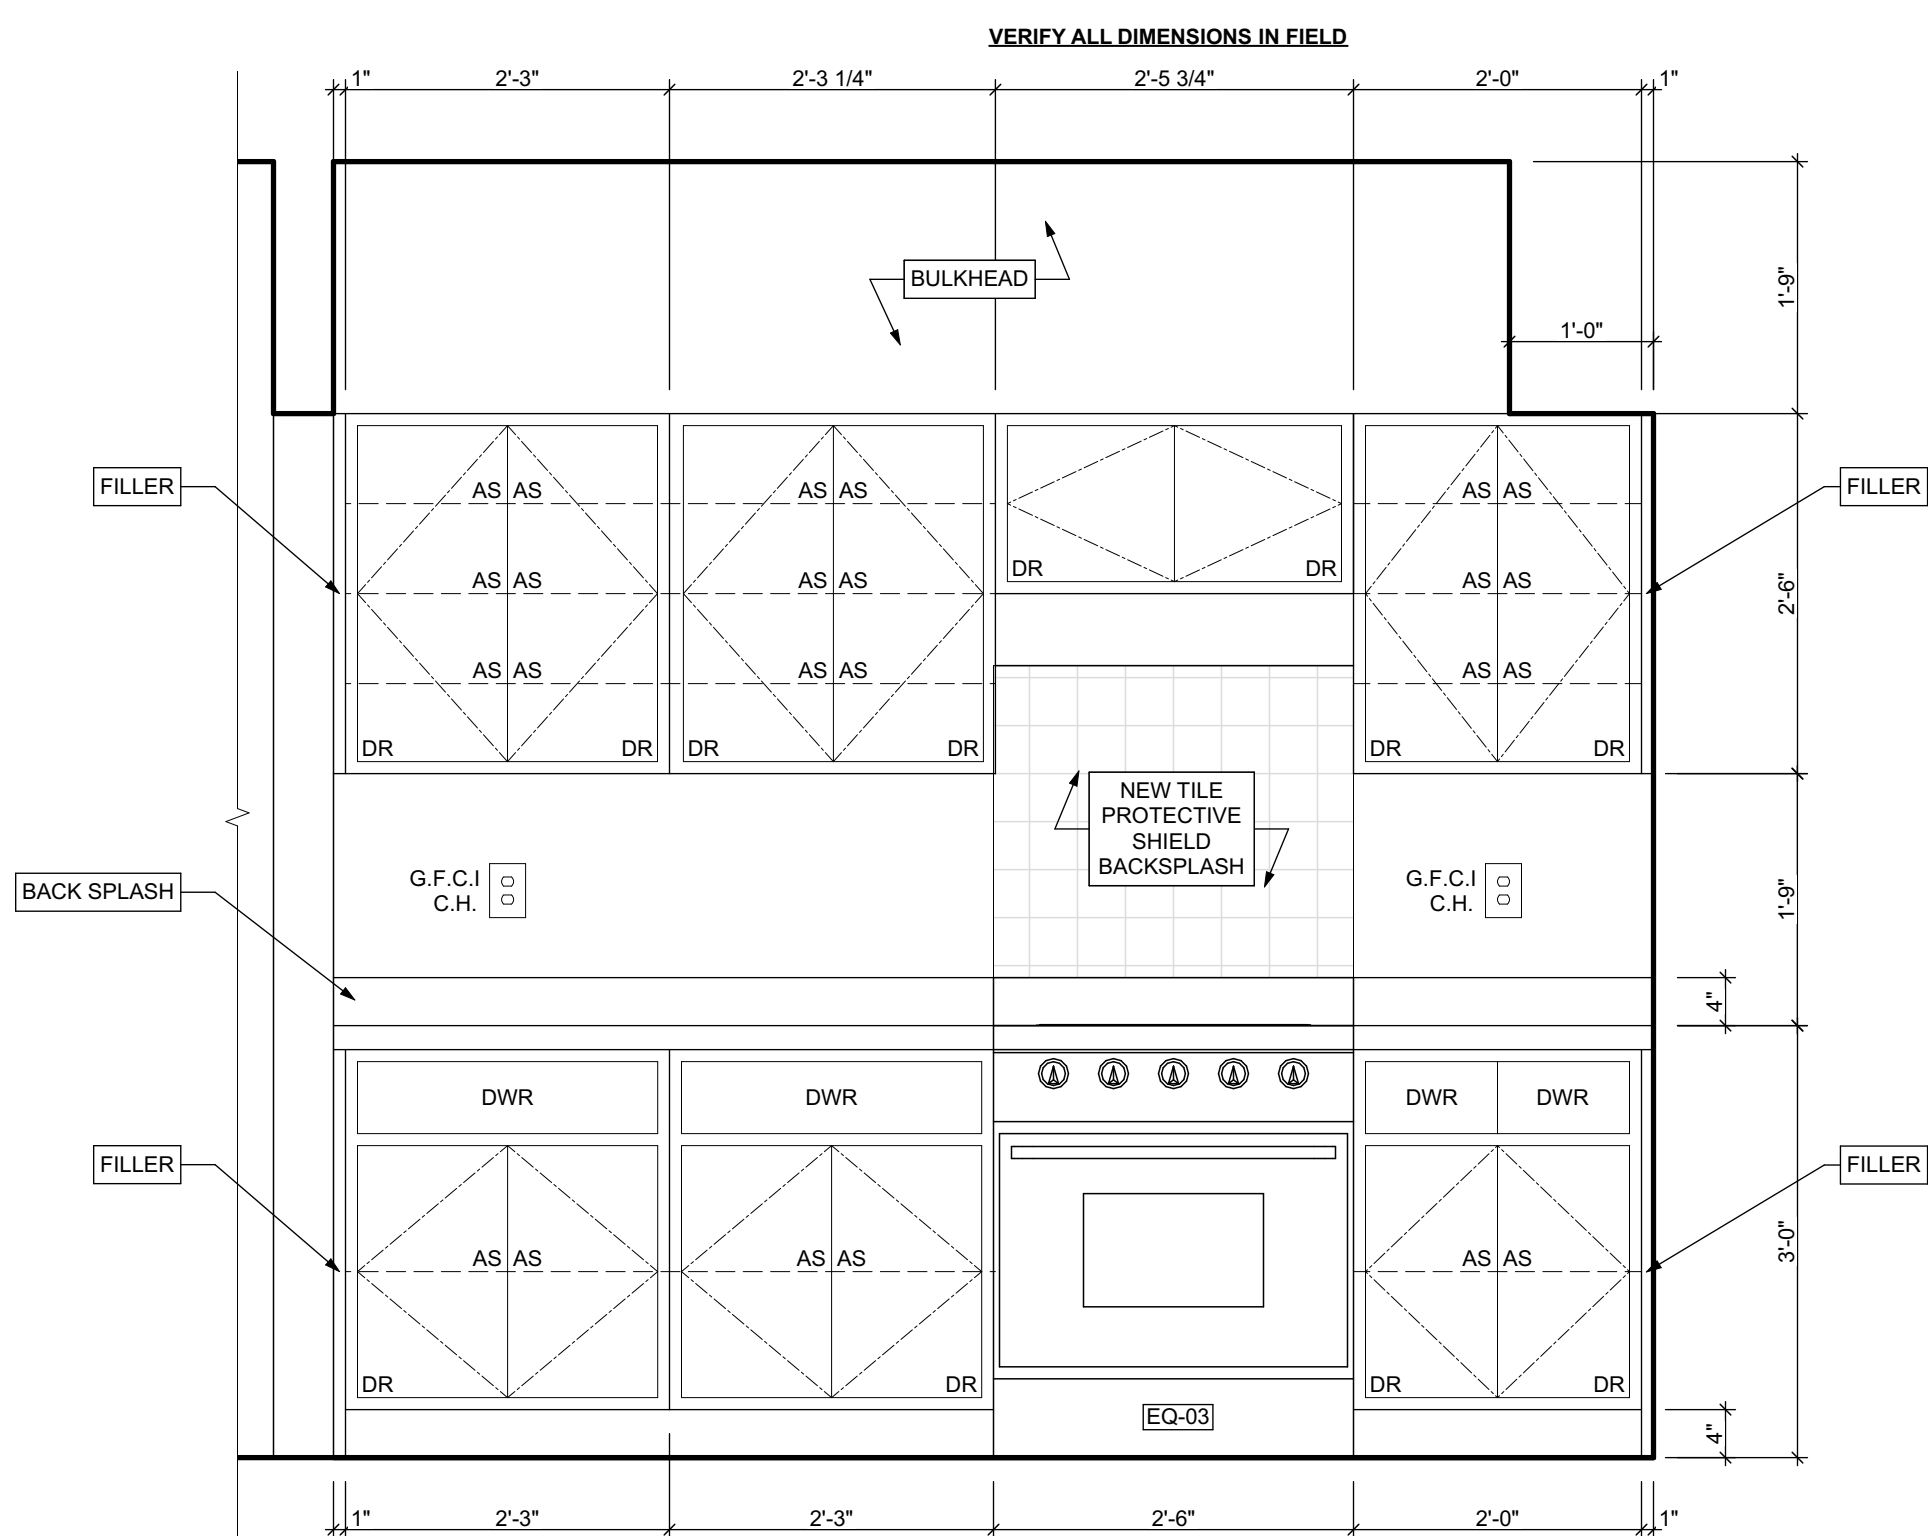 VERIFY ALL DIMENSIONS IN FIELD
1" 2'-3" 2'-3 1/4" 2'-5 3/4" 2'-0" 1"
BULKHEAD
1'-9"
1'-0"
FILLER
FILLER
AS AS AS AS AS AS
DR DR
AS AS AS AS AS AS
2'-6"
AS AS AS AS AS AS
DR DR DR DR DR DR
NEW TILE
PROTECTIVE
SHIELD
BACKSPLASH
G.F.C.I
C.H.
G.F.C.I
C.H.
BACK SPLASH
1'-9"
4"
DWR DWR DWR DWR
FILLER
FILLER
3'-0"
AS AS AS AS AS AS
DR DR DR DR
EQ-03
4"
1" 2'-3" 2'-3" 2'-6" 2'-0" 1"